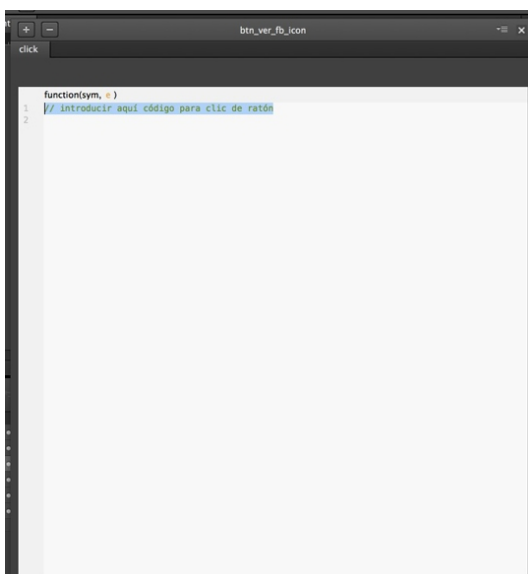 btn_ver_fb_icon
click
function(sym, e )
1 // introducir aquí código para clic de ratón
2